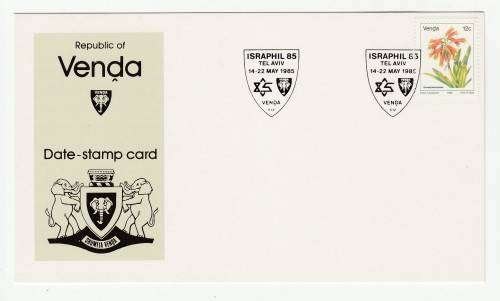 Republic of
Venḓa
Date-stamp card
ISRAPHIL 85
TEL AVIV
14-22 MAY 1985
VENDA
ISRAPHIL 85
TEL AVIV
14-22 MAY 1985
VENDA
Venda 12c